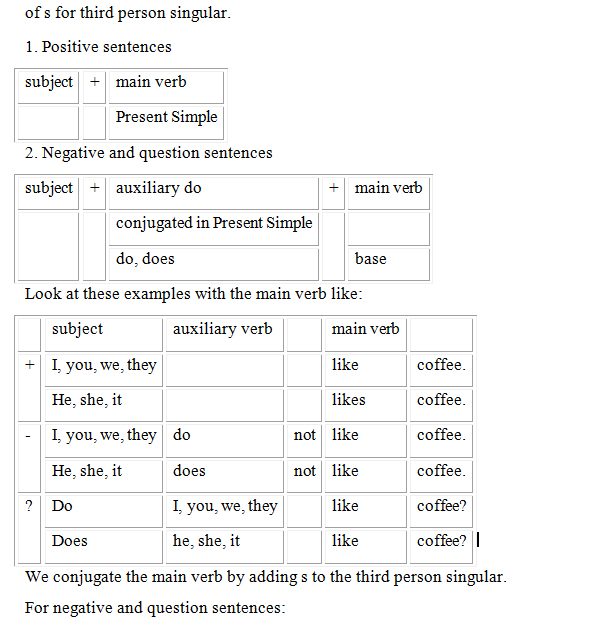 of s for third person singular.
1. Positive sentences
subject + main verb
Present Simple
2. Negative and question sentences
subject + auxiliary do + main verb
conjugated in Present Simple
do, does base
Look at these examples with the main verb like:
subject auxiliary verb main verb
+ I, you, we, they like coffee.
He, she, it likes coffee.
- I, you, we, they do not like coffee.
He, she, it does not like coffee.
? Do I, you, we, they like coffee?
Does he, she, it like coffee?
We conjugate the main verb by adding s to the third person singular.
For negative and question sentences: